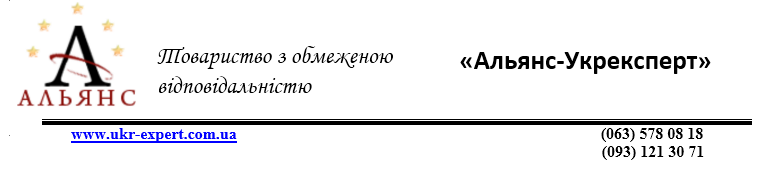 А
АЛЬЯНС
Товариство з обмеженою
відповідальністю
«Альянс-Укрексперт»
www.ukr-expert.com.ua
(063) 578 08 18
(093) 121 30 71